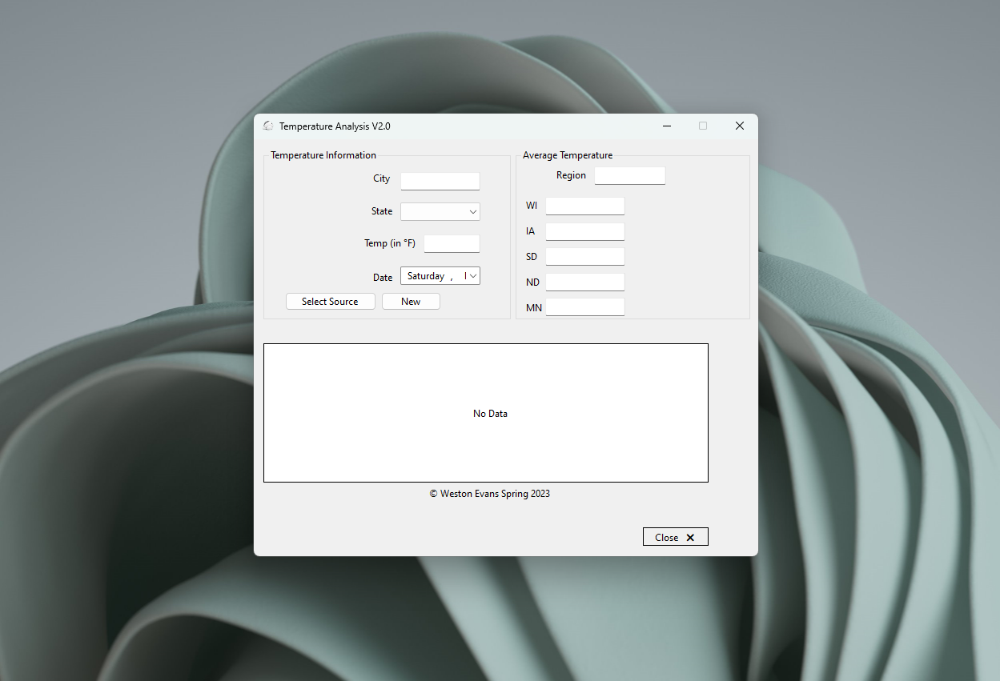 Temperature Analysis V2.0
Temperature Information
City
State
Temp (in °F)
Date Saturday ,
Select Source New
Average Temperature
Region
WI
IA
SD
ND
MN
No Data
© Weston Evans Spring 2023
Close